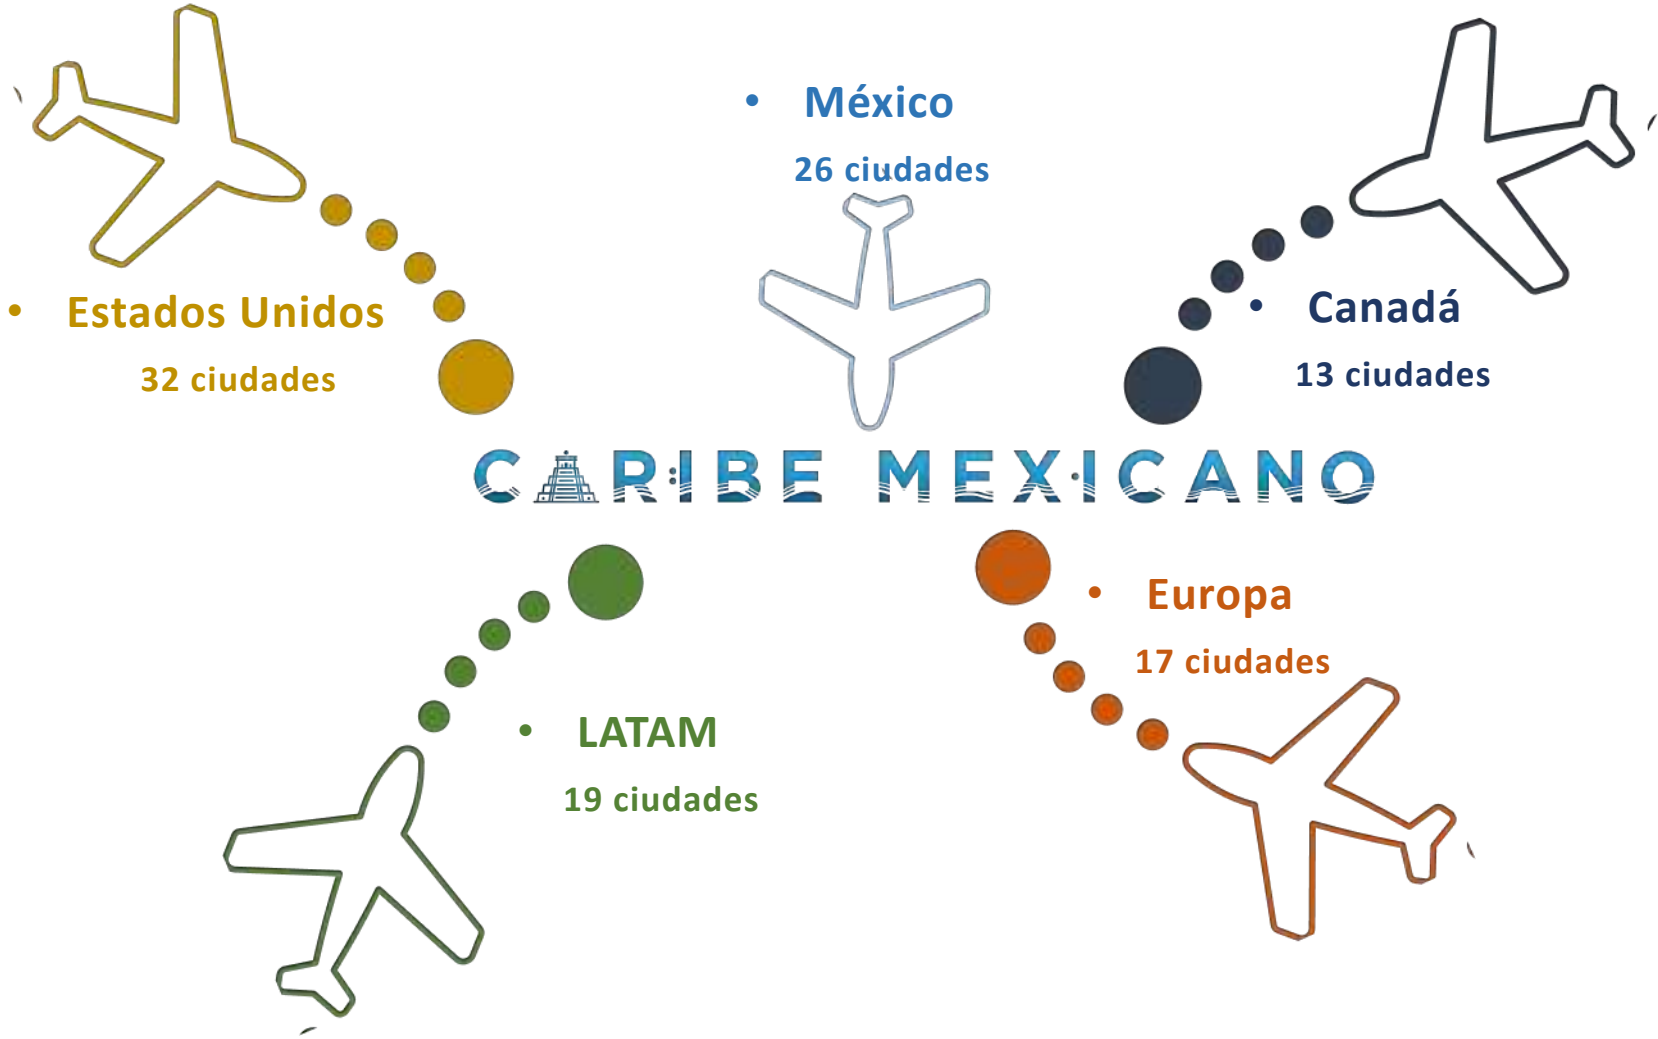 • México
26 ciudades
• Estados Unidos
32 ciudades
• Canadá
13 ciudades
CARIBE MEXICANO
• Europa
17 ciudades
• LATAM
19 ciudades